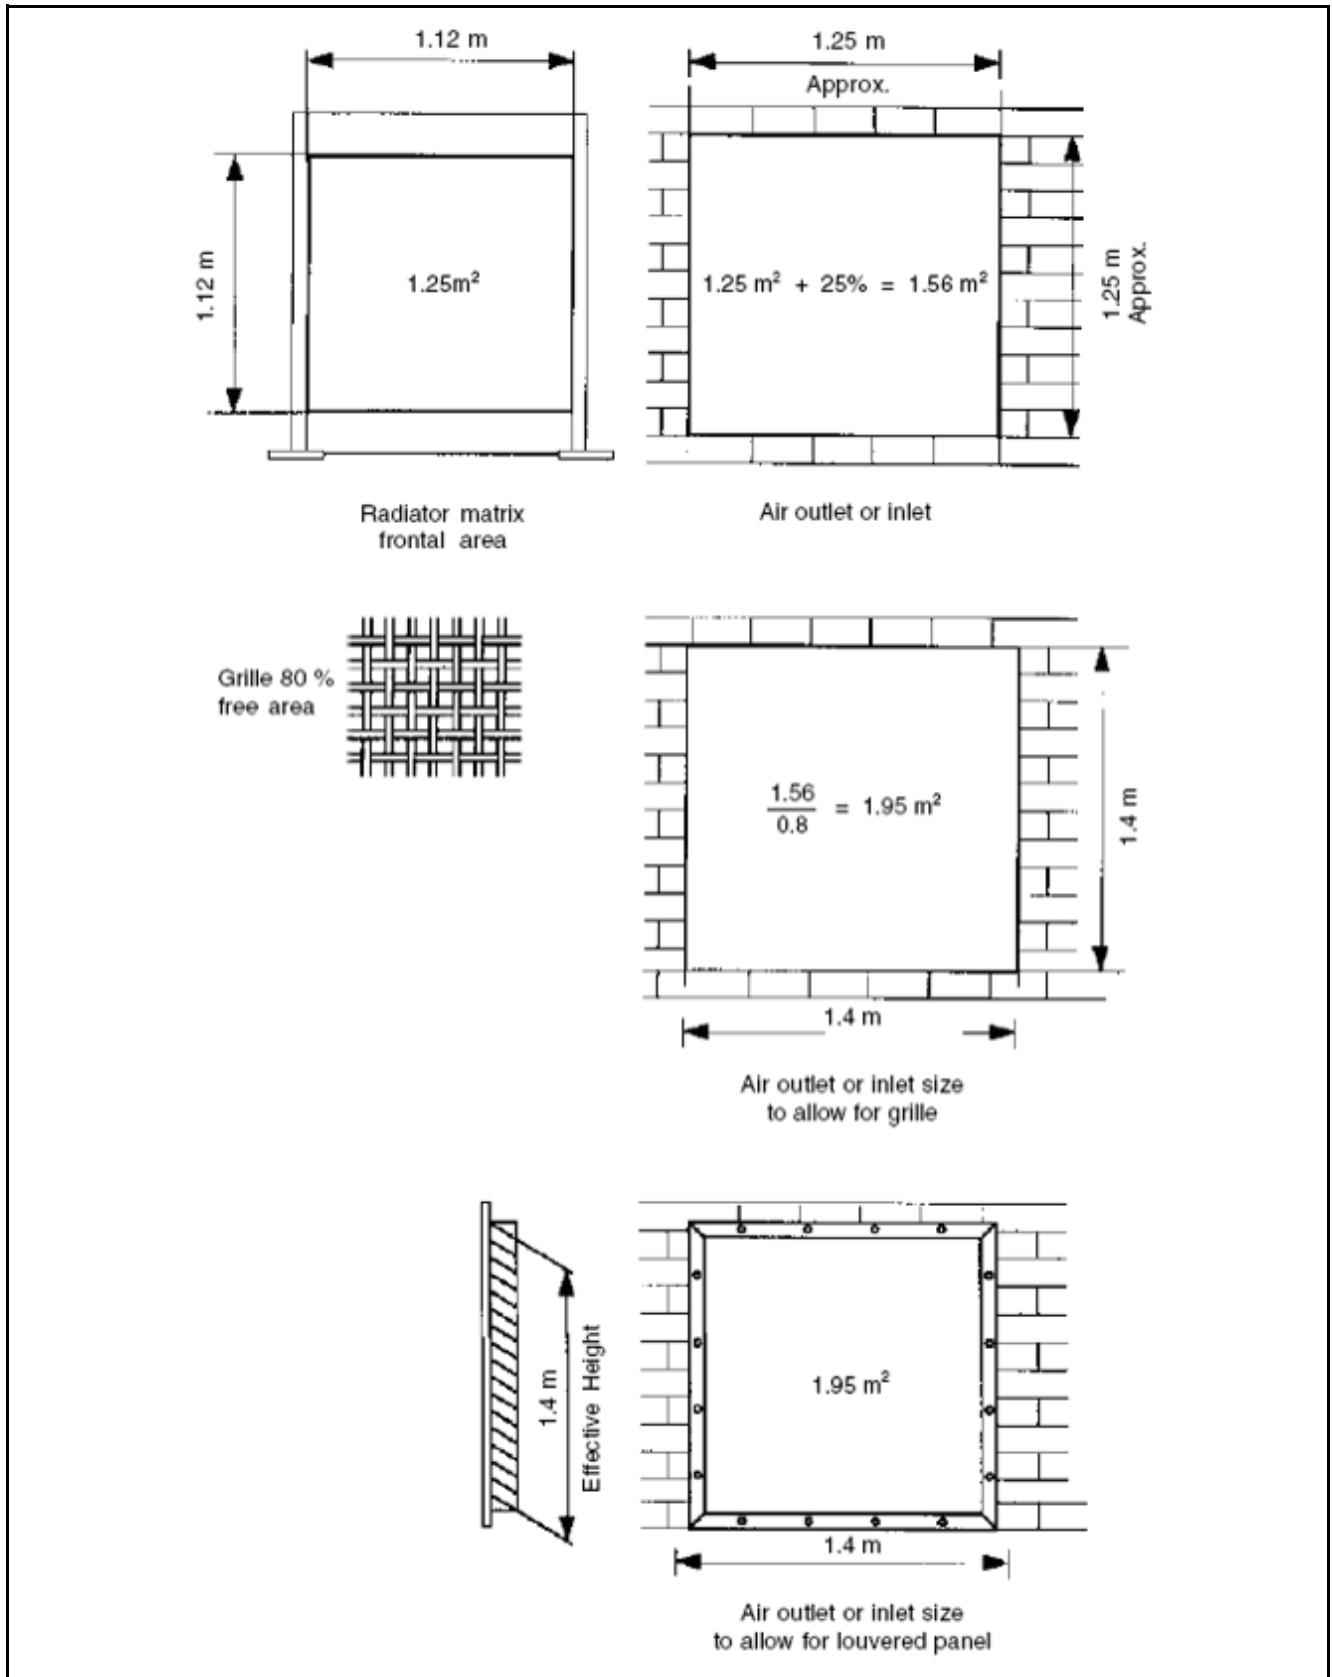 1.12 m
1.25 m
Approx.
1.12 m
1.25m²
1.25 m² + 25% = 1.56 m²
1.25 m
Approx.
Radiator matrix
frontal area
Air outlet or inlet
Grille 80 %
free area
1.56
0.8
= 1.95 m²
1.4 m
1.4 m
Air outlet or inlet size
to allow for grille
1.4 m
Effective Height
1.95 m²
1.4 m
Air outlet or inlet size
to allow for louvered panel